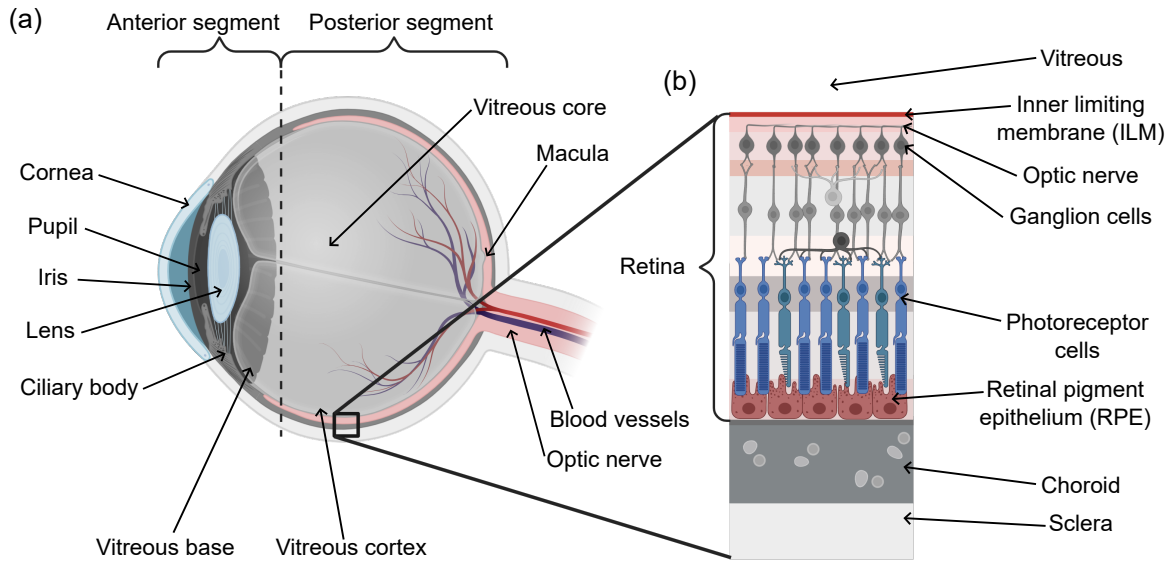 (a)
Anterior segment
Posterior segment
Vitreous core
Macula
Cornea
Pupil
Iris
Lens
Ciliary body
Blood vessels
Optic nerve
Vitreous base
Vitreous cortex
(b)
Vitreous
Inner limiting
membrane (ILM)
Optic nerve
Ganglion cells
Retina
Photoreceptor
cells
Retinal pigment
epithelium (RPE)
Choroid
Sclera